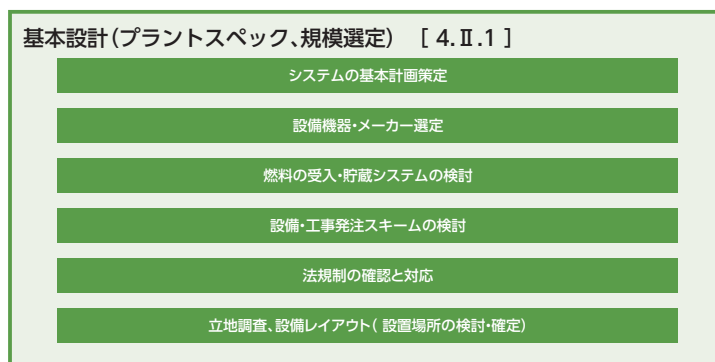 基本設計(プラントスペック、規模選定) [ 4.Ⅱ.1 ]
システムの基本計画策定
設備機器・メーカー選定
燃料の受入・貯蔵システムの検討
設備・工事発注スキームの検討
法規制の確認と対応
立地調査、設備レイアウト( 設置場所の検討・確定)